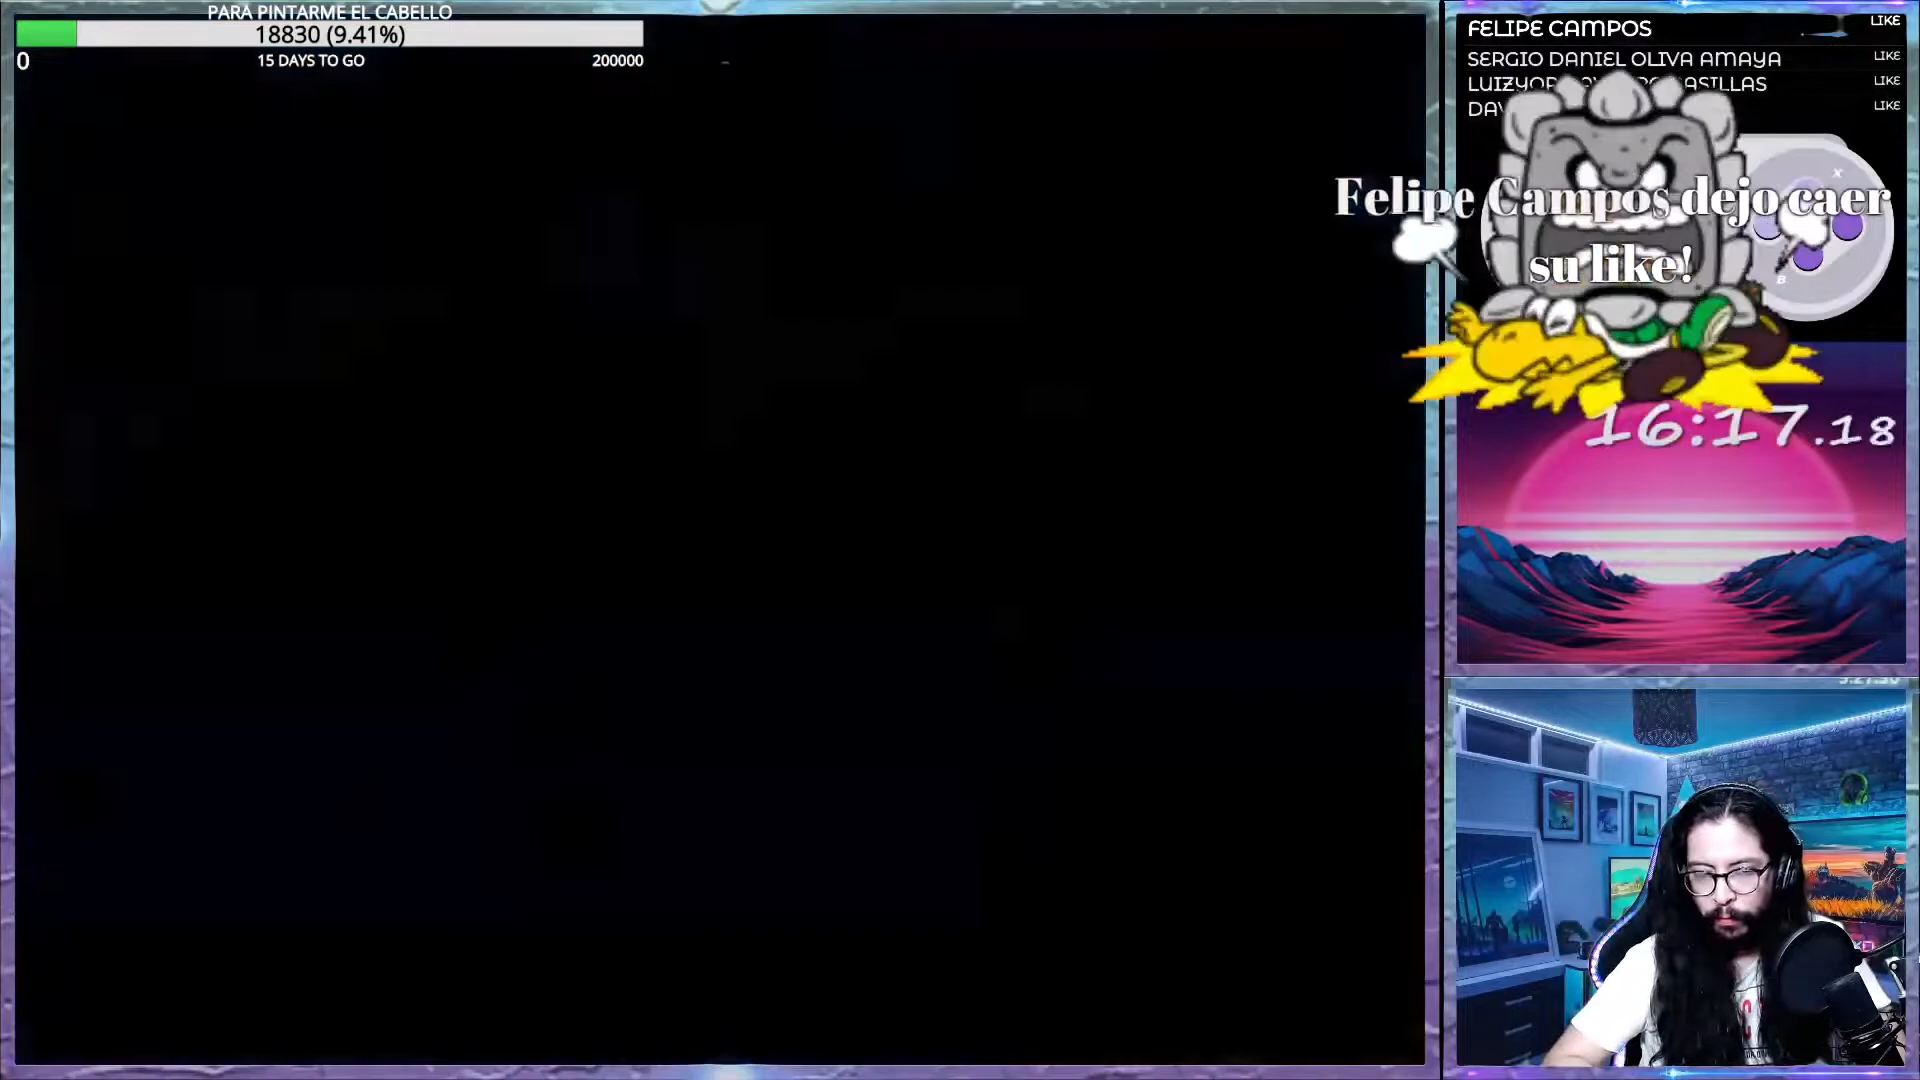 PARA PINTARME EL CABELLO
18830 (9.41%)
0
15 DAYS TO GO
200000
FELIPE CAMPOS LIKE
SERGIO DANIEL OLIVA AMAYA LIKE
LIKE
LIKE
X
Felipe Campos dejo caer
su like!
B
16:17.18